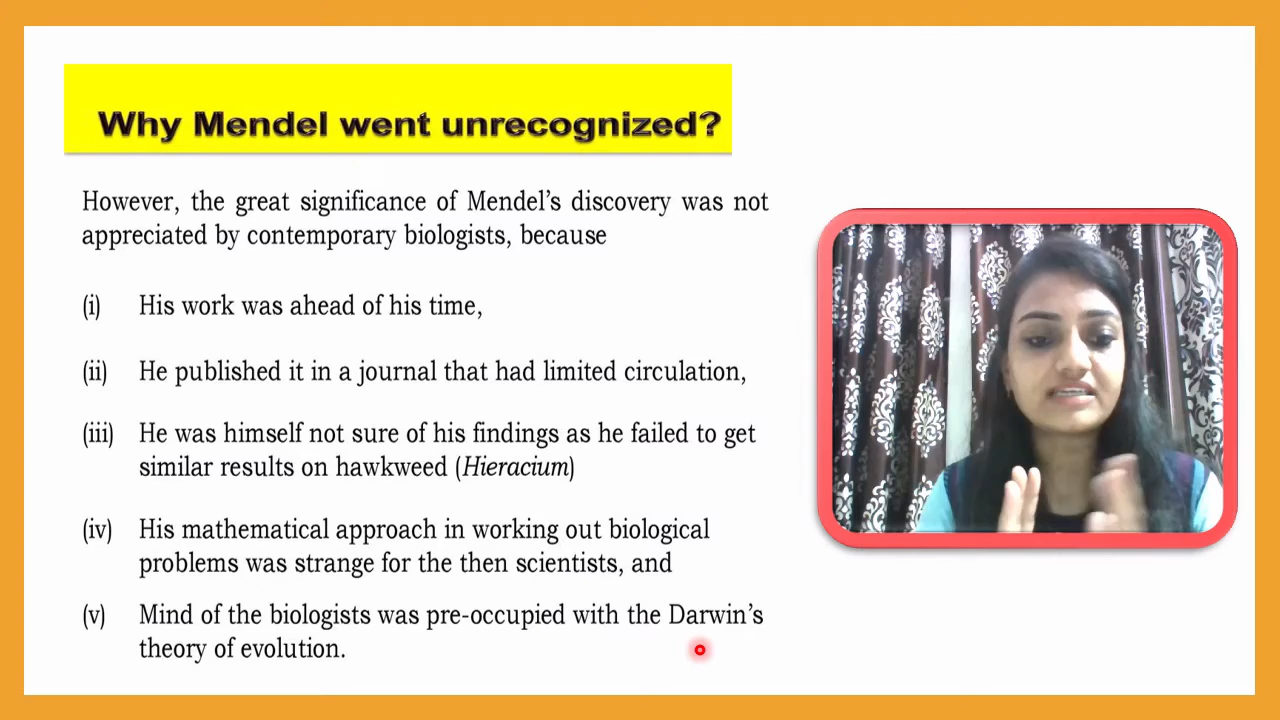 Why Mendel went unrecognized?
However, the great significance of Mendel's discovery was not
appreciated by contemporary biologists, because
(i) His work was ahead of his time,
(ii) He published it in a journal that had limited circulation,
(iii) He was himself not sure of his findings as he failed to get
similar results on hawkweed (Hieracium)
(iv) His mathematical approach in working out biological
problems was strange for the then scientists, and
(v) Mind of the biologists was pre-occupied with the Darwin's
theory of evolution.